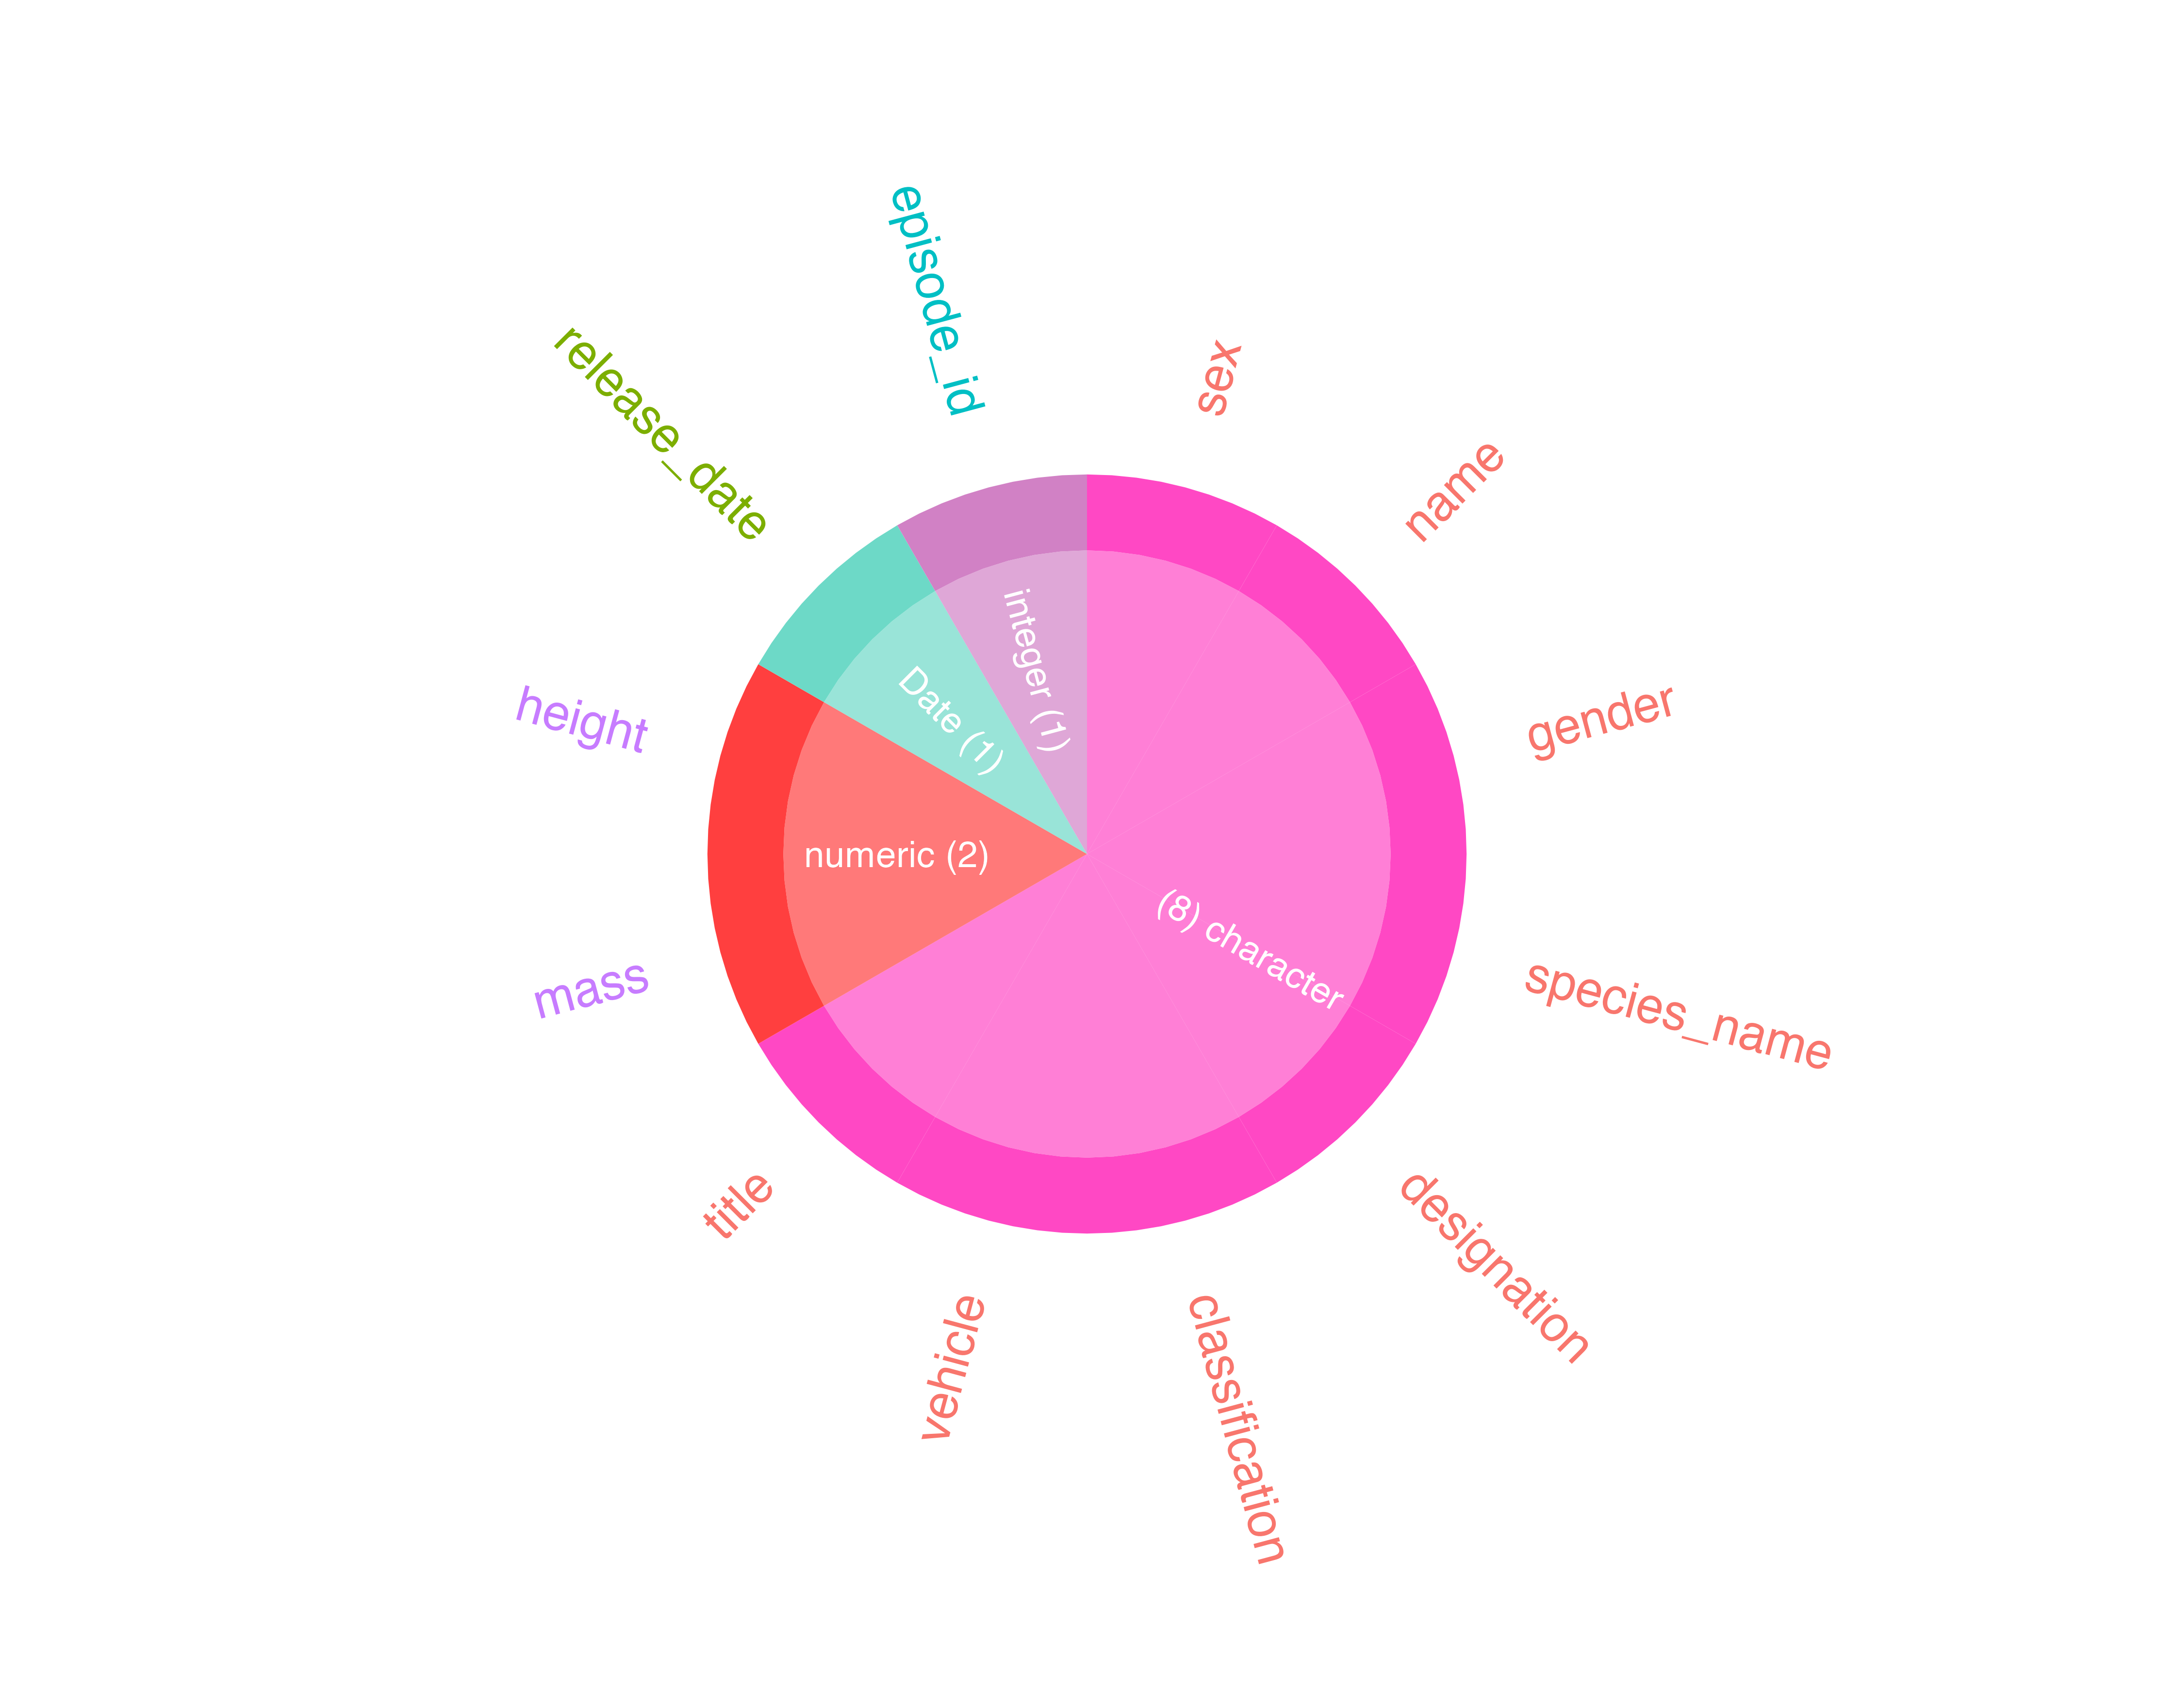 sex
name
gender
species_name
designation
classification
vehicle
title
mass
height
release_date
episode_id
integer (1)
Date (1)
numeric (2)
(8) character